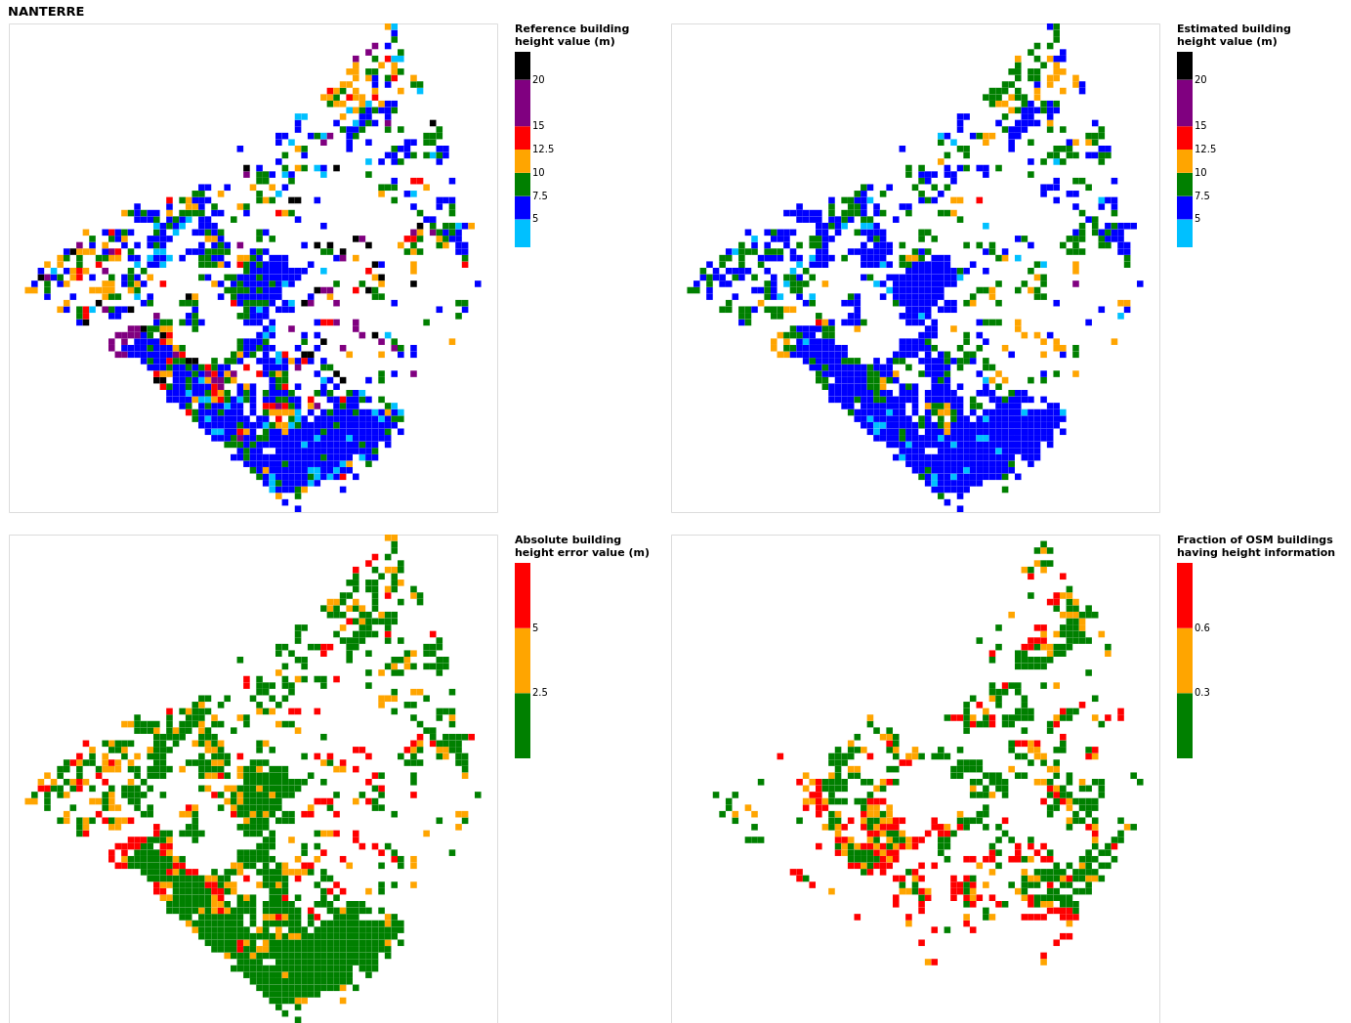 NANTERRE
Reference building
height value (m)
20
15
12.5
10
7.5
5
Estimated building
height value (m)
20
15
12.5
10
7.5
5
Absolute building
height error value (m)
5
2.5
Fraction of OSM buildings
having height information
0.6
0.3